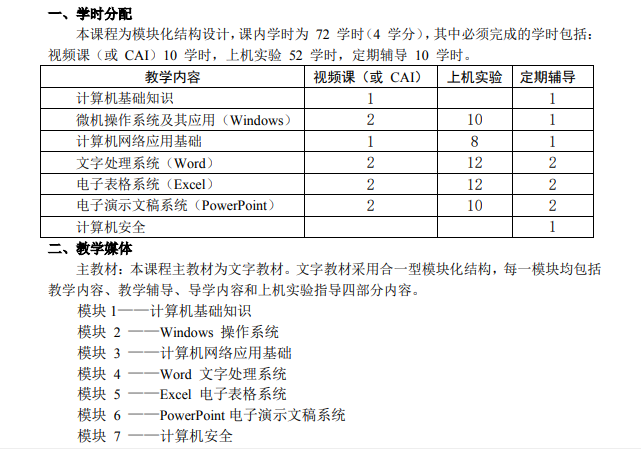 一、学时分配
本课程为模块化结构设计，课内学时为 72 学时（4 学分），其中必须完成的学时包括：
视频课（或 CAI）10 学时，上机实验 52 学时，定期辅导 10 学时。
教学内容 视频课（或 CAI） 上机实验 定期辅导
计算机基础知识 1 1
微机操作系统及其应用（Windows） 2 10 1
计算机网络应用基础 1 8 1
文字处理系统（Word） 2 12 2
电子表格系统（Excel） 2 12 2
电子演示文稿系统（PowerPoint） 2 10 2
计算机安全 1
二、教学媒体
主教材：本课程主教材为文字教材。文字教材采用合一型模块化结构，每一模块均包括
教学内容、教学辅导、导学内容和上机实验指导四部分内容。
模块 1——计算机基础知识
模块 2 ——Windows 操作系统
模块 3 ——计算机网络应用基础
模块 4 ——Word 文字处理系统
模块 5 ——Excel 电子表格系统
模块 6 ——PowerPoint 电子演示文稿系统
模块 7 ——计算机安全